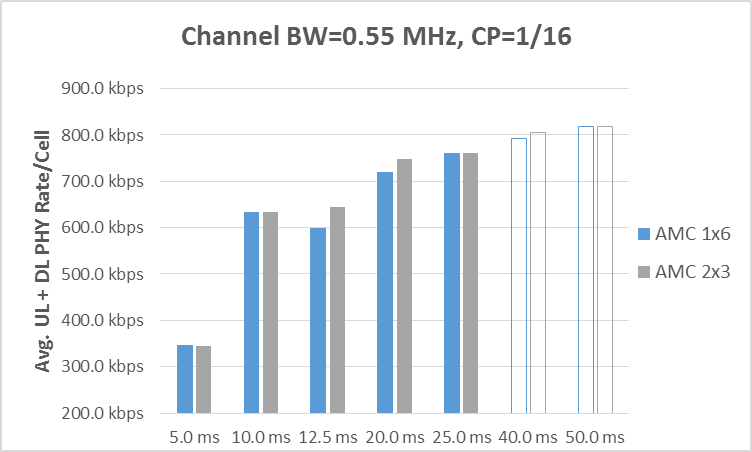 Channel BW=0.55 MHz, CP=1/16
Avg. UL + DL PHY Rate/Cell
900.0 kbps
800.0 kbps
700.0 kbps
600.0 kbps
500.0 kbps
400.0 kbps
300.0 kbps
200.0 kbps
5.0 ms 10.0 ms 12.5 ms 20.0 ms 25.0 ms 40.0 ms 50.0 ms
AMC 1x6
AMC 2x3